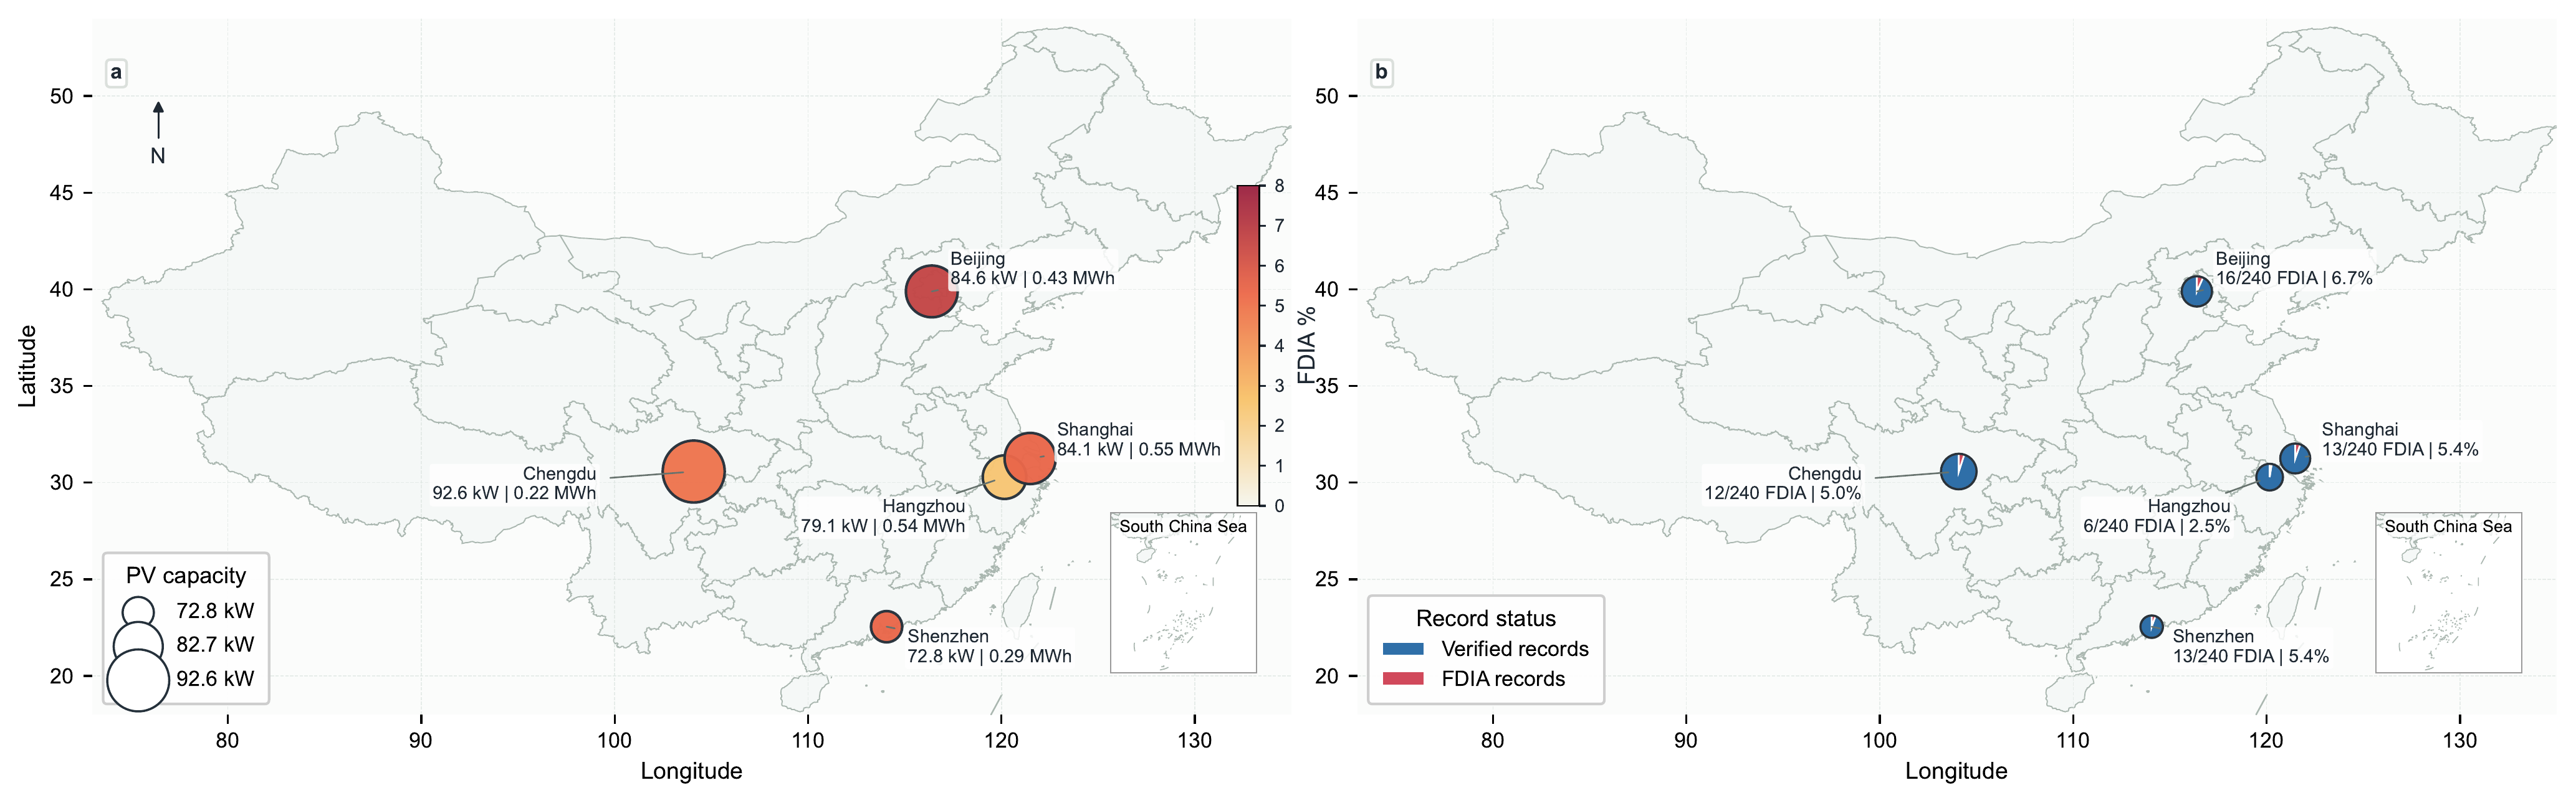 a
N
Latitude
50
45
40
35
30
25
20
80
90
100
110
120
130
Longitude
Beijing
84.6 kW | 0.43 MWh
Shanghai
84.1 kW | 0.55 MWh
Chengdu
92.6 kW | 0.22 MWh
Hangzhou
79.1 kW | 0.54 MWh
Shenzhen
72.8 kW | 0.29 MWh
South China Sea
PV capacity
72.8 kW
82.7 kW
92.6 kW
8
7
6
5
4
3
2
1
0
FDIA %
b
50
45
40
35
30
25
20
80
90
100
110
120
130
Longitude
Beijing
16/240 FDIA | 6.7%
Shanghai
13/240 FDIA | 5.4%
Chengdu
12/240 FDIA | 5.0%
Hangzhou
6/240 FDIA | 2.5%
Shenzhen
13/240 FDIA | 5.4%
South China Sea
Record status
Verified records
FDIA records